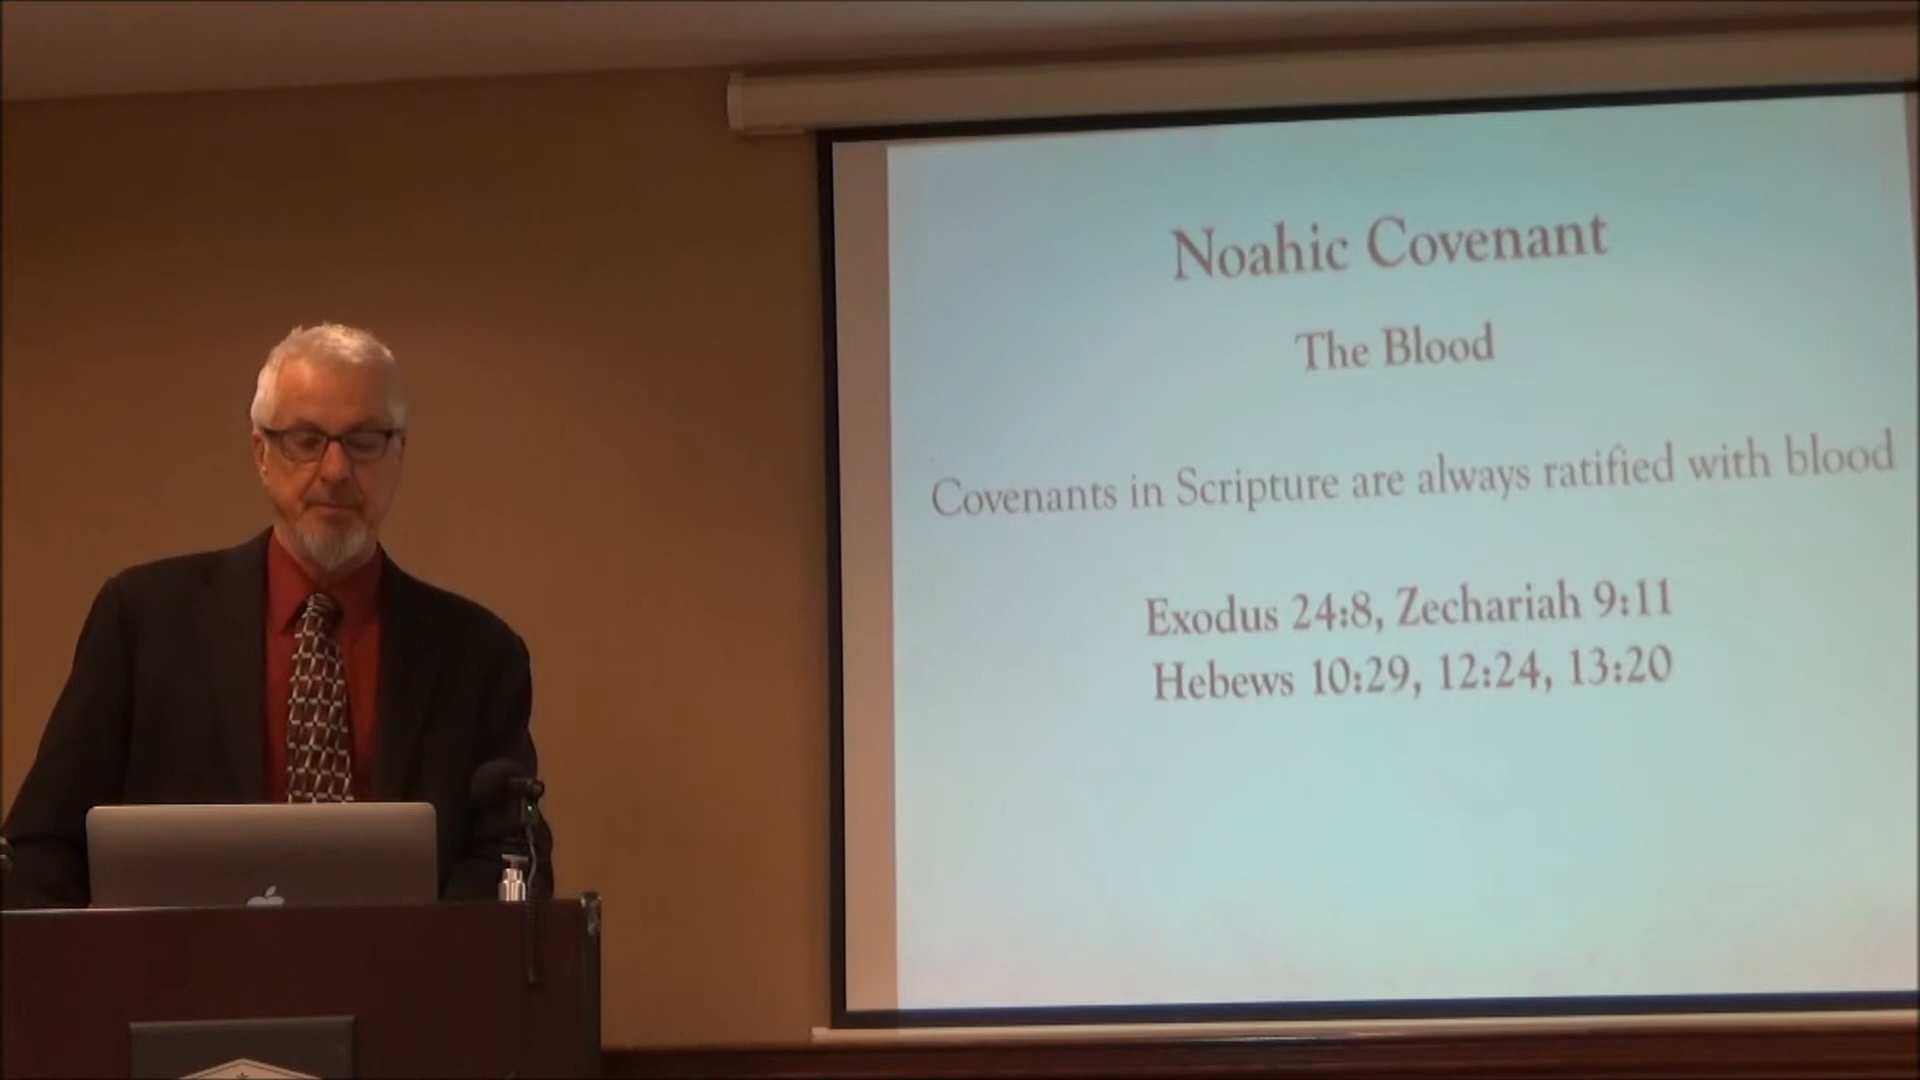 Noahic Covenant
The Blood
Covenants in Scripture are always ratified with blood
Exodus 24:8, Zechariah 9:11
Hebews 10:29, 12:24, 13:20